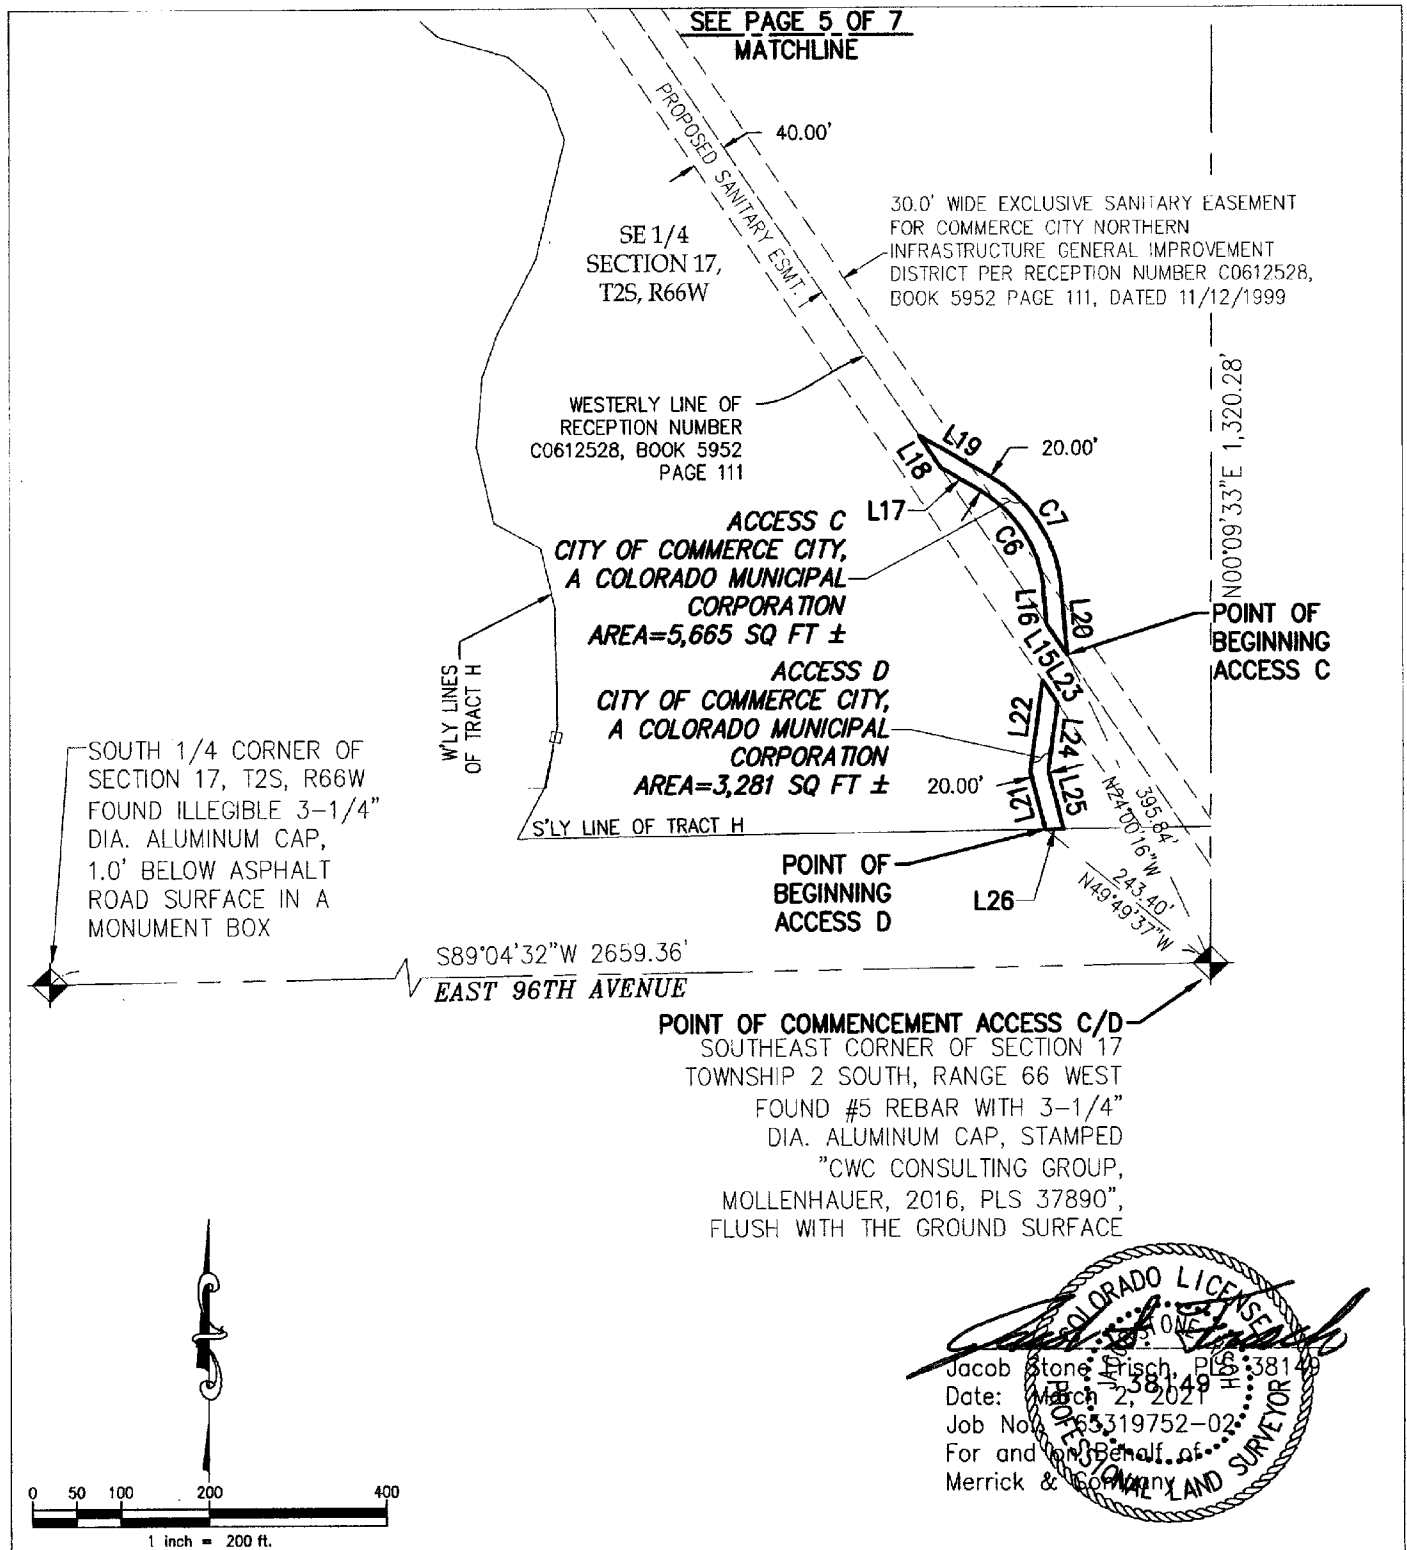 SEE PAGE 5 OF 7
MATCHLINE
PROPOSED SANITARY ESMT.
40.00'
30.0' WIDE EXCLUSIVE SANITARY EASEMENT
FOR COMMERCE CITY NORTHERN
INFRASTRUCTURE GENERAL IMPROVEMENT
DISTRICT PER RECEPTION NUMBER C0612528,
BOOK 5952 PAGE 111, DATED 11/12/1999
SE 1/4
SECTION 17,
T2S, R66W
N00°09'33"E 1,320.28'
WESTERLY LINE OF
RECEPTION NUMBER
C0612528, BOOK 5952
PAGE 111
L19
20.00'
L18
L17
C7
C6
ACCESS C
CITY OF COMMERCE CITY,
A COLORADO MUNICIPAL
CORPORATION
AREA=5,665 SQ FT ±
L16
L20
L15
L23
POINT OF
BEGINNING
ACCESS C
W'LY LINES
OF TRACT H
ACCESS D
CITY OF COMMERCE CITY,
A COLORADO MUNICIPAL
CORPORATION
AREA=3,281 SQ FT ±
L22
L24
20.00'
L21
L25
395.84'
N24°00'16"W
243.40'
N49°49'37"W
SOUTH 1/4 CORNER OF
SECTION 17, T2S, R66W
FOUND ILLEGIBLE 3-1/4"
DIA. ALUMINUM CAP,
1.0' BELOW ASPHALT
ROAD SURFACE IN A
MONUMENT BOX
S'LY LINE OF TRACT H
POINT OF
BEGINNING
ACCESS D
L26
S89°04'32"W 2659.36'
EAST 96TH AVENUE
POINT OF COMMENCEMENT ACCESS C/D
SOUTHEAST CORNER OF SECTION 17
TOWNSHIP 2 SOUTH, RANGE 66 WEST
FOUND #5 REBAR WITH 3-1/4"
DIA. ALUMINUM CAP, STAMPED
"CWC CONSULTING GROUP,
MOLLENHAUER, 2016, PLS 37890",
FLUSH WITH THE GROUND SURFACE
COLORADO LICENSED
PROFESSIONAL LAND SURVEYOR
38149
Jacob Stone Frisch, PLS 38149
Date: March 2, 2021
Job No. 65319752-02
For and on Behalf of
Merrick & Company
0 50 100 200 400
1 inch = 200 ft.